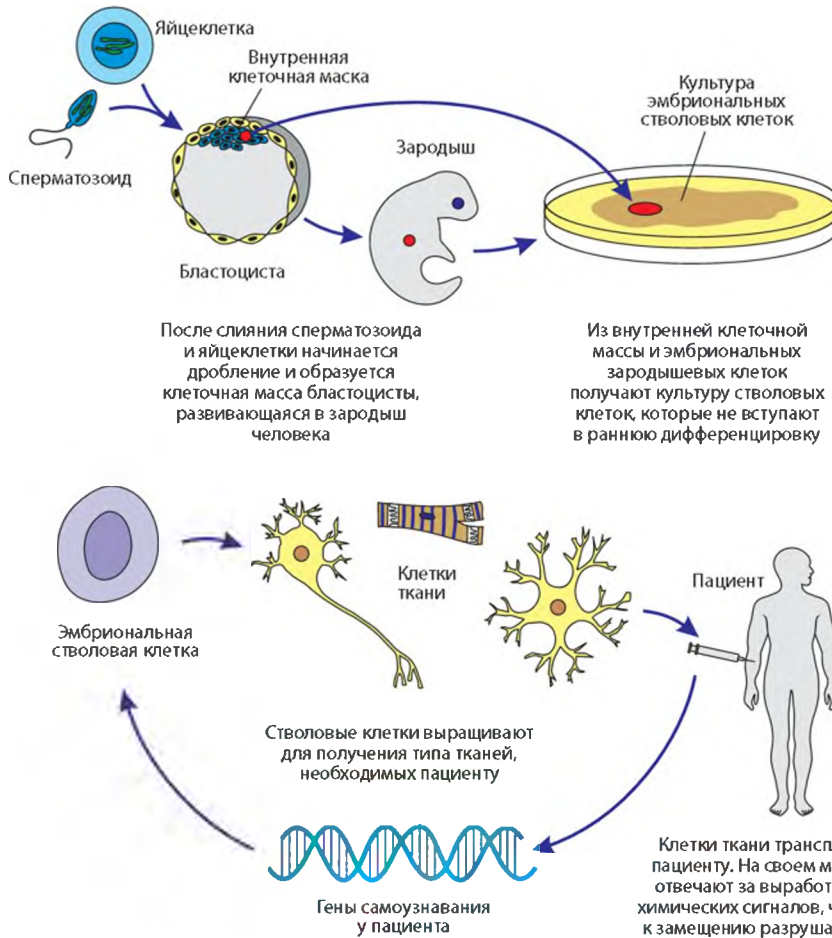 Яйцеклетка
Внутренняя
клеточная маска
Культура
эмбриональных
стволовых клеток
Сперматозоид
Зародыш
Бластоциста
После слияния сперматозоида
и яйцеклетки начинается
дробление и образуется
клеточная масса бластоцисты,
развивающаяся в зародыш
человека
Из внутренней клеточной
массы и эмбриональных
зародышевых клеток
получают культуру стволовых
клеток, которые не вступают
в раннюю дифференцировку
Клетки
ткани
Пациент
Эмбриональная
стволовая клетка
Стволовые клетки выращивают
для получения типа тканей,
необходимых пациенту
Гены самоузнавания
у пациента
Клетки ткани
пациенту. На своем
отвечают за
химических сигналов,
к замещению